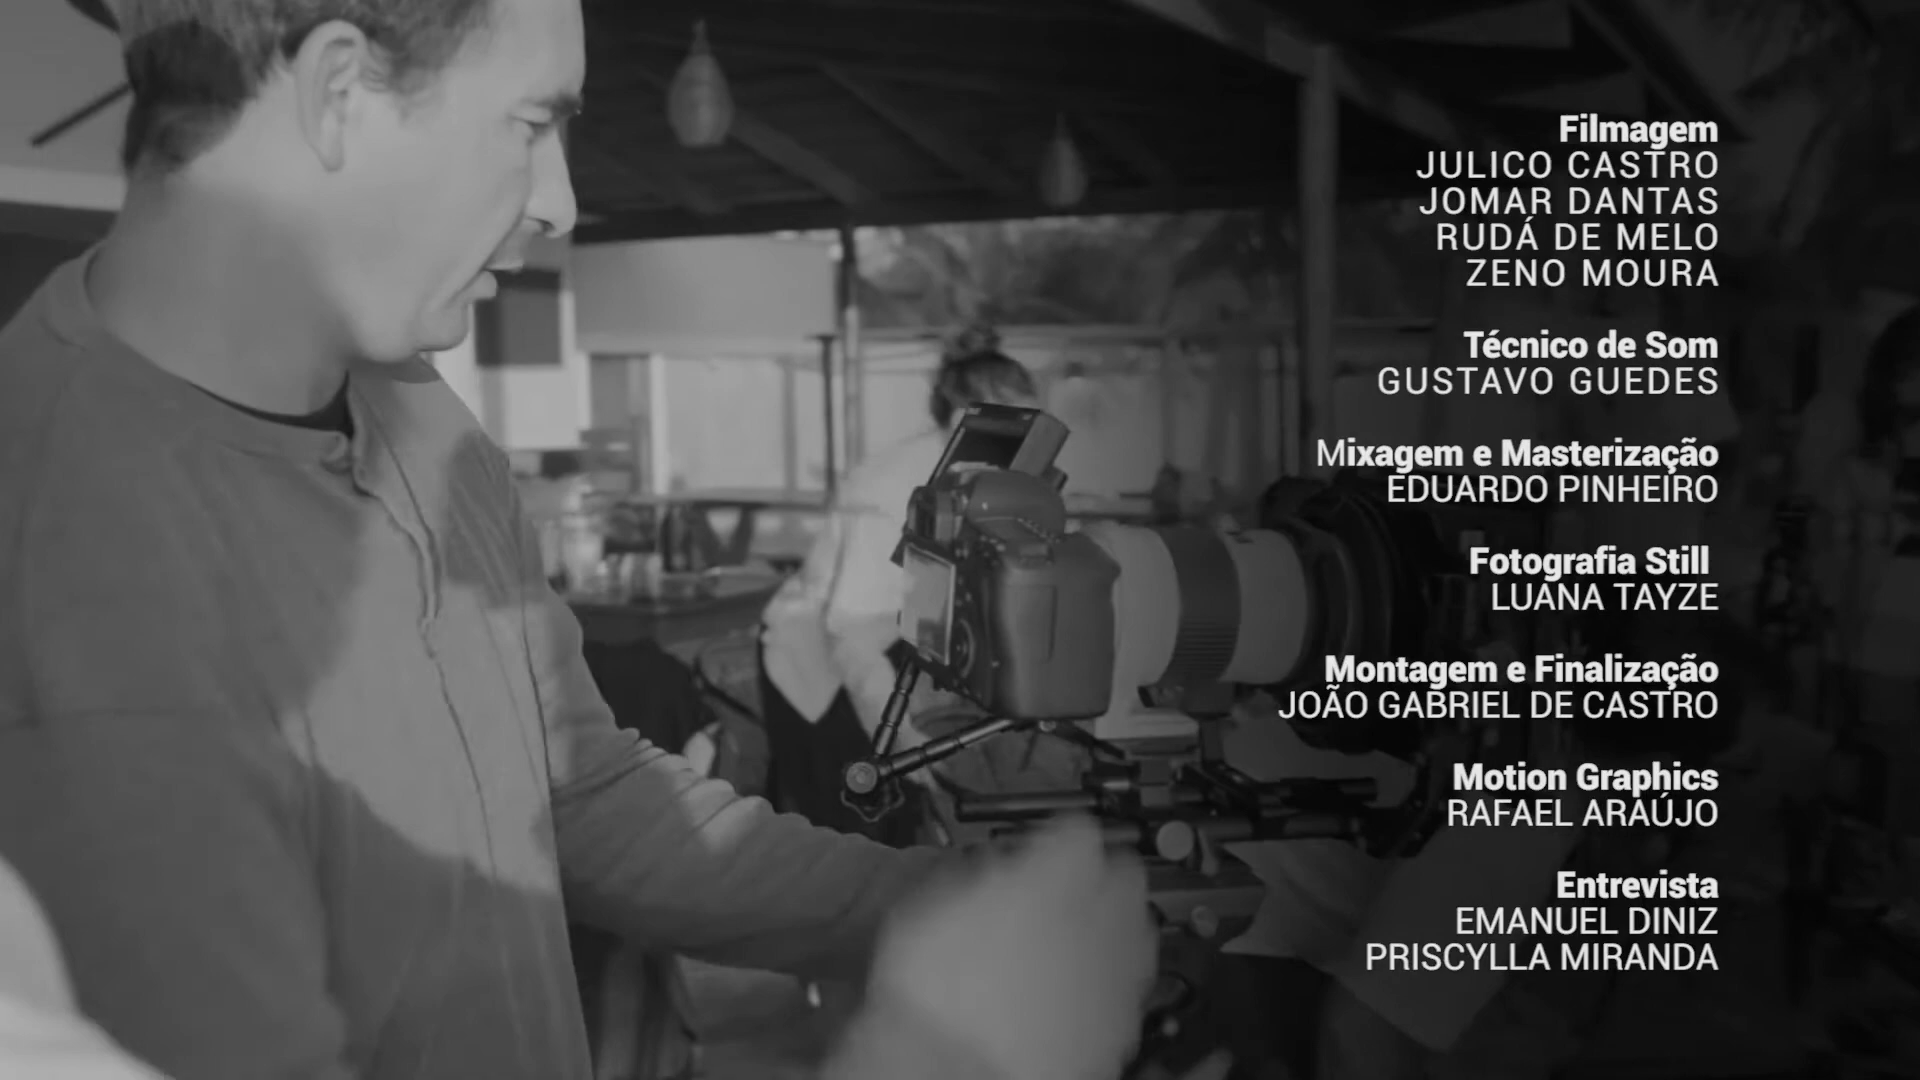 Filmagem
JULICO CASTRO
JOMAR DANTAS
RUDÁ DE MELO
ZENO MOURA
Técnico de Som
GUSTAVO GUEDES
Mixagem e Masterização
EDUARDO PINHEIRO
Fotografia Still
LUANA TAYZE
Montagem e Finalização
JOÃO GABRIEL DE CASTRO
Motion Graphics
RAFAEL ARAÚJO
Entrevista
EMANUEL DINIZ
PRISCYLLA MIRANDA